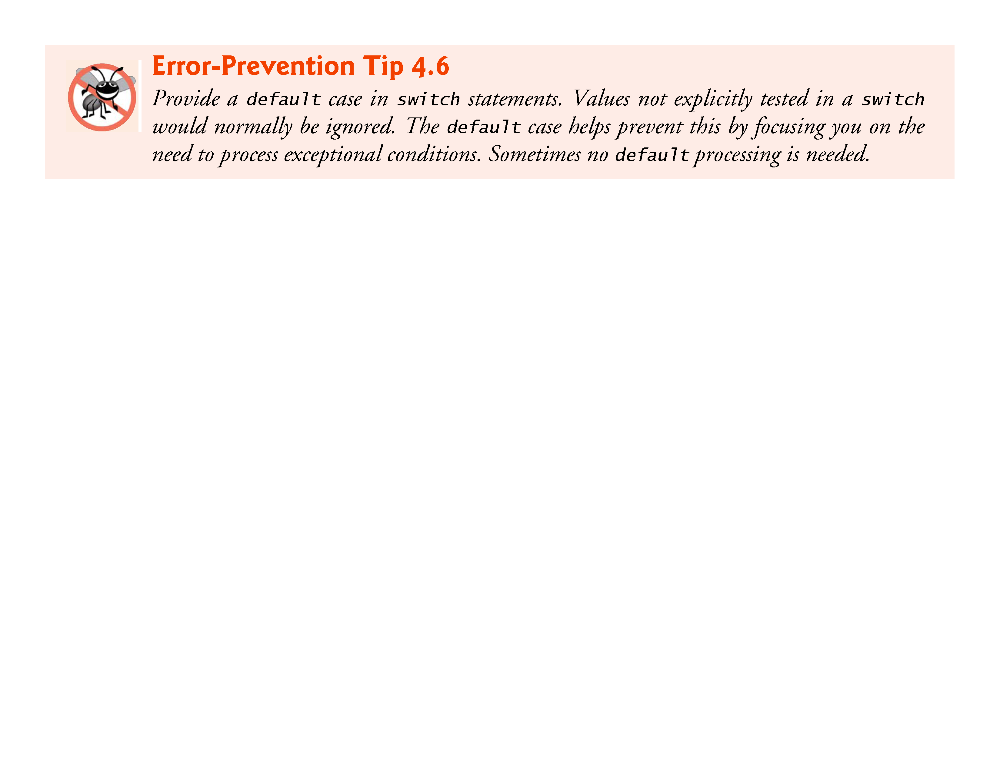 Error-Prevention Tip 4.6
Provide a default case in switch statements. Values not explicitly tested in a switch
would normally be ignored. The default case helps prevent this by focusing you on the
need to process exceptional conditions. Sometimes no default processing is needed.